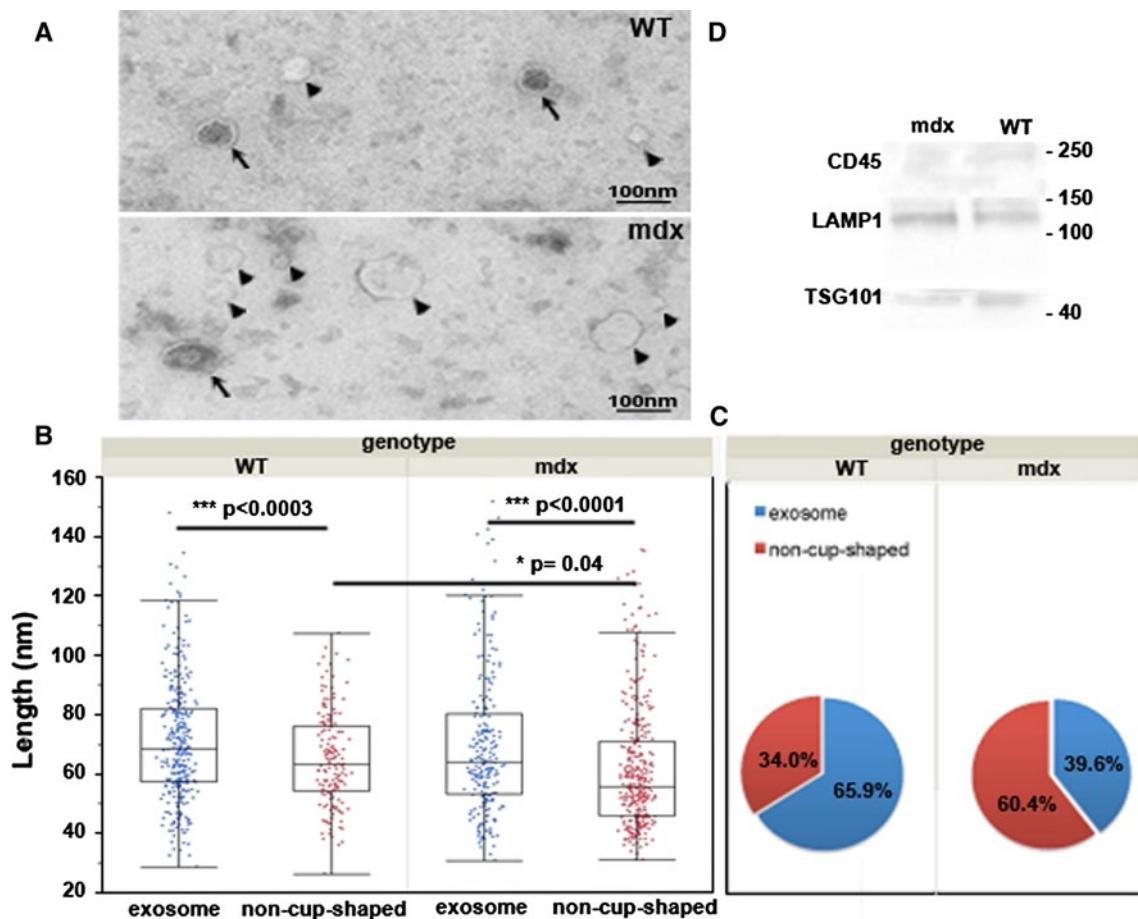 A
WT
100nm
mdx
100nm
D
mdx WT
CD45
LAMP1
TSG101
- 250
- 150
- 100
- 40
B
genotype
WT mdx
Length (nm)
160
140
120
100
80
60
40
20
*** p<0.0003
*** p<0.0001
* p= 0.04
exosome non-cup-shaped exosome non-cup-shaped
C
genotype
WT mdx
exosome
non-cup-shaped
34.0%
65.9%
39.6%
60.4%